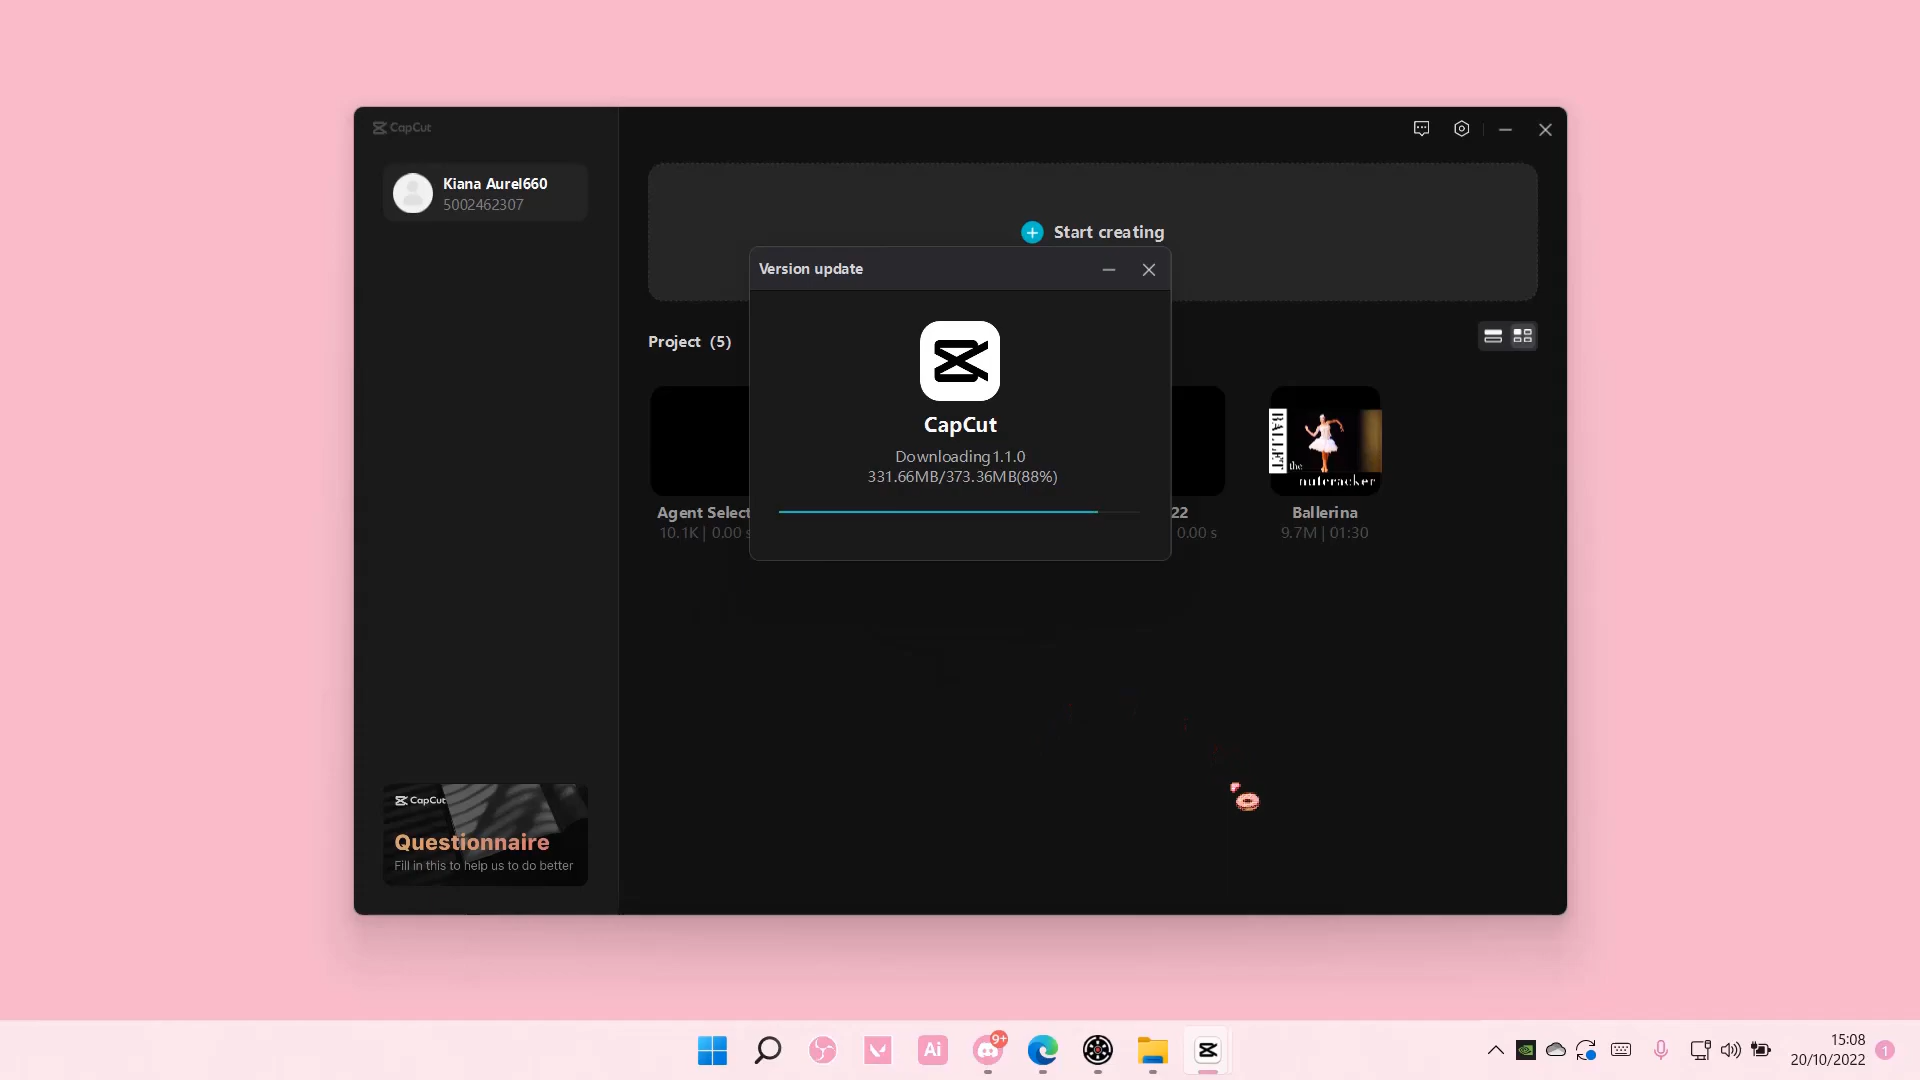 CapCut
Kiana Aurel660
5002462307
Start creating
Version update
Project (5)
CapCut
Downloading1.1.0
331.66MB/373.36MB(88%)
BALLET
the
nutcracker
Agent Select
10.1K | 0.00 s
22
0.00 s
Ballerina
9.7M | 01:30
CapCut
Questionnaire
Fill in this to help us to do better
Ai
9+
15:08
20/10/2022
1